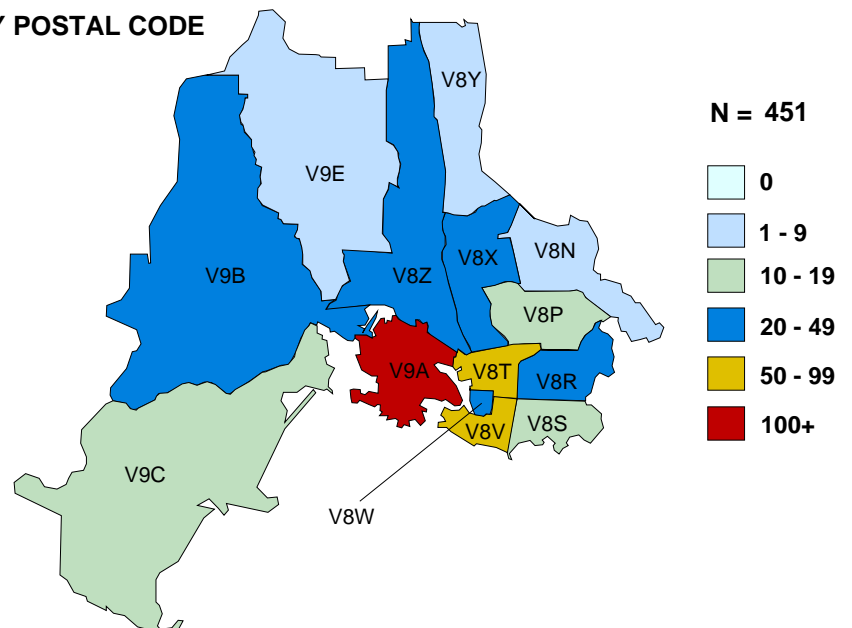 Y POSTAL CODE
V8Y
N = 451
V9E
0
1 - 9
V9B
V8Z
V8X
V8N
10 - 19
V8P
20 - 49
V9A
V8T
V8R
50 - 99
V8V
V8S
100+
V9C
V8W